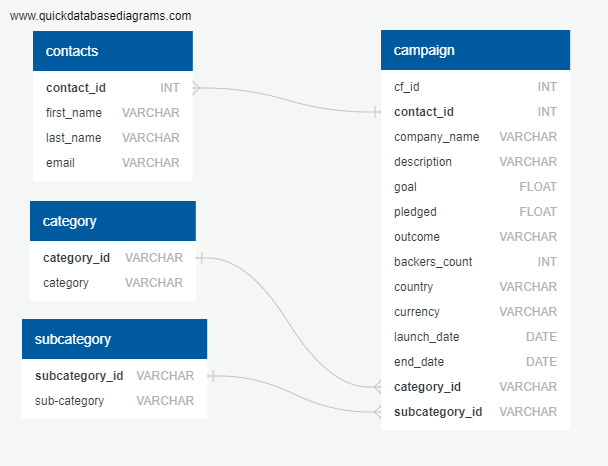 www.quickdatabasediagrams.com
contacts
contact_id INT
first_name VARCHAR
last_name VARCHAR
email VARCHAR
category
category_id VARCHAR
category VARCHAR
subcategory
subcategory_id VARCHAR
sub-category VARCHAR
campaign
cf_id INT
contact_id INT
company_name VARCHAR
description VARCHAR
goal FLOAT
pledged FLOAT
outcome VARCHAR
backers_count INT
country VARCHAR
currency VARCHAR
launch_date DATE
end_date DATE
category_id VARCHAR
subcategory_id VARCHAR